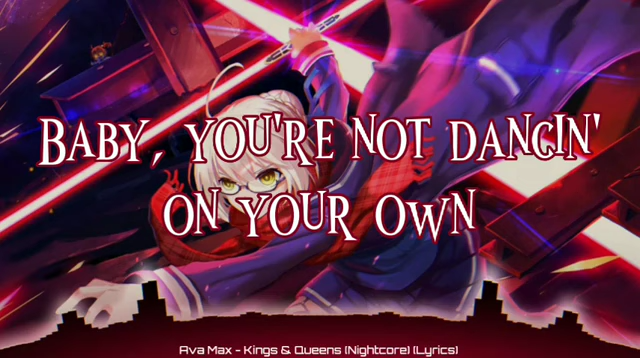 BABY, YOU'RE NOT DANCIN'
ON YOUR OWN
Ava Max - Kings & Queens (Nightcore) (Lyrics)